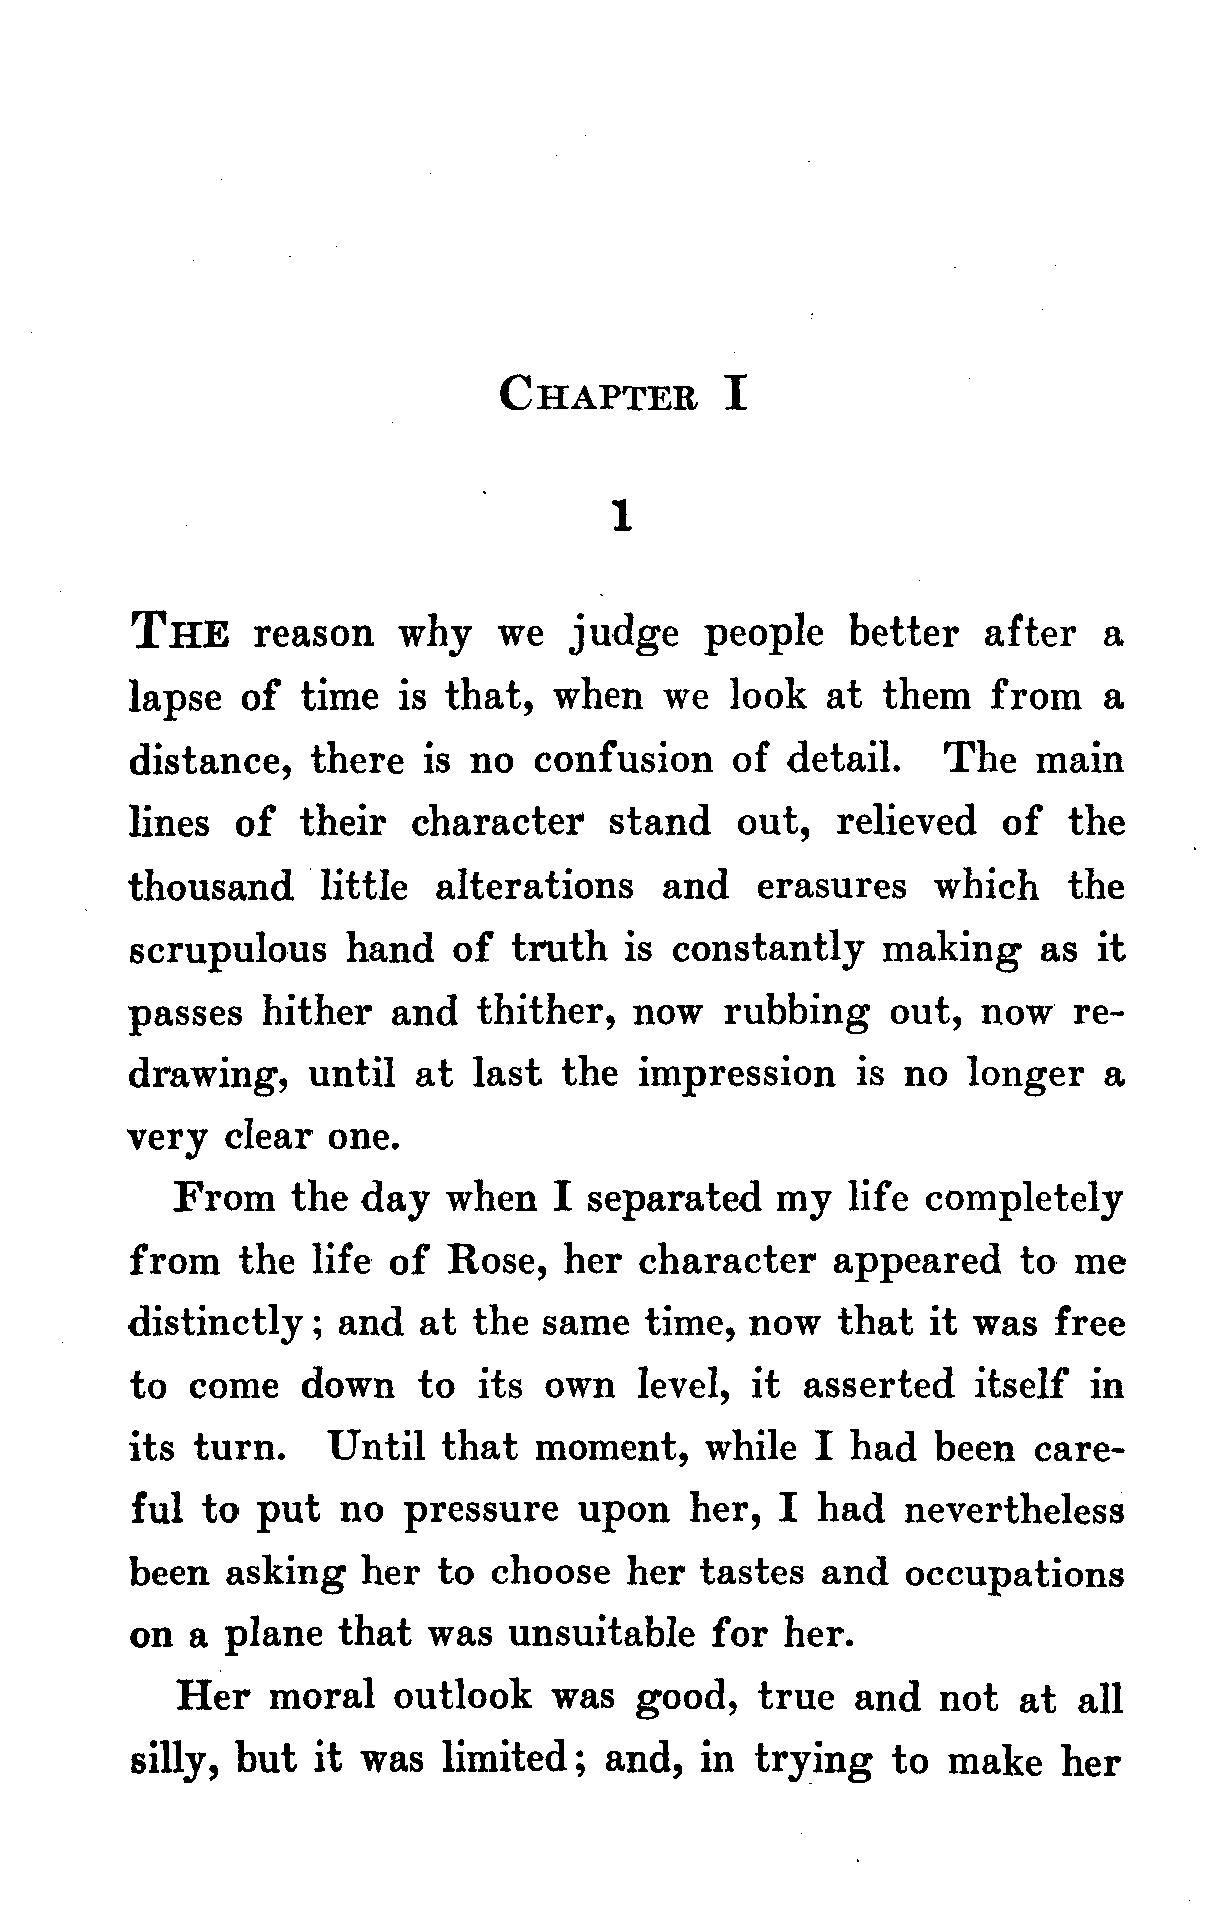 CHAPTER I
1
THE reason why we judge people better after a
lapse of time is that, when we look at them from a
distance, there is no confusion of detail. The main
lines of their character stand out, relieved of the
thousand little alterations and erasures which the
scrupulous hand of truth is constantly making as it
passes hither and thither, now rubbing out, now re-
drawing, until at last the impression is no longer a
very clear one.
From the day when I separated my life completely
from the life of Rose, her character appeared to me
distinctly; and at the same time, now that it was free
to come down to its own level, it asserted itself in
its turn. Until that moment, while I had been care-
ful to put no pressure upon her, I had nevertheless
been asking her to choose her tastes and occupations
on a plane that was unsuitable for her.
Her moral outlook was good, true and not at all
silly, but it was limited; and, in trying to make her